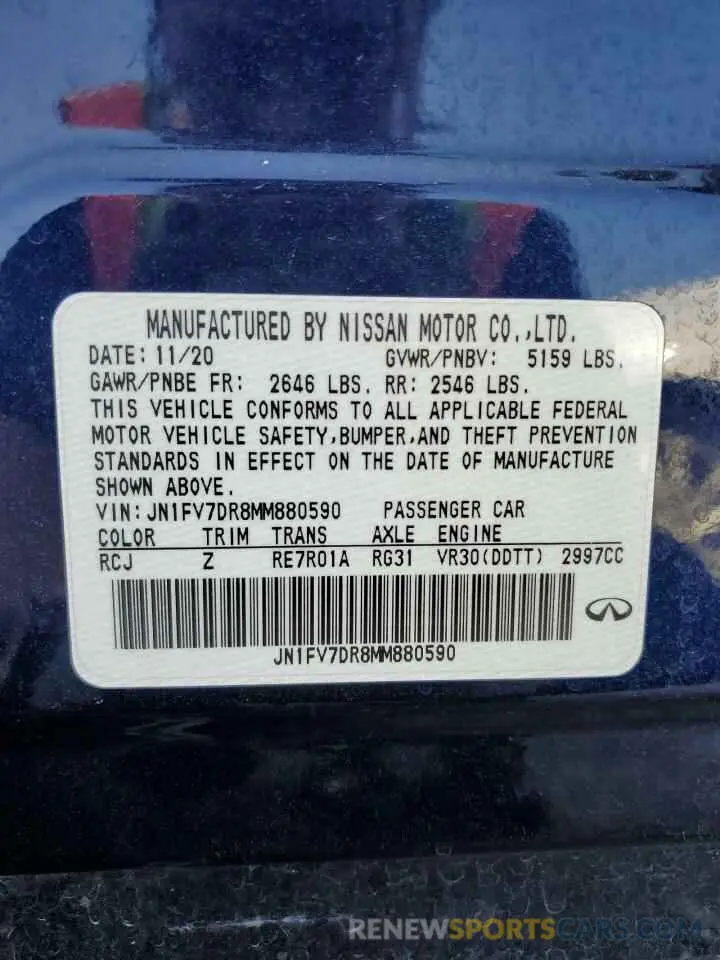 MANUFACTURED BY NISSAN MOTOR CO.,LTD.
DATE: 11/20 GVWR/PNBV: 5159 LBS.
GAWR/PNBE FR: 2646 LBS. RR: 2546 LBS.
THIS VEHICLE CONFORMS TO ALL APPLICABLE FEDERAL
MOTOR VEHICLE SAFETY,BUMPER,AND THEFT PREVENTION
STANDARDS IN EFFECT ON THE DATE OF MANUFACTURE
SHOWN ABOVE.
VIN: JN1FV7DR8MM880590 PASSENGER CAR
COLOR TRIM TRANS AXLE ENGINE
RCJ Z RE7R01A RG31 VR30(DDTT) 2997CC
JN1FV7DR8MM880590
RENEWSPORTSCARS.COM